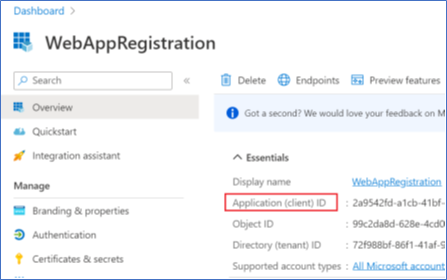 Dashboard >
WebAppRegistration
Search
«
Delete
Endpoints
Preview features
Overview
Quickstart
Integration assistant
Manage
Branding & properties
Authentication
Certificates & secrets
Got a second? We would love your feedback on M
Essentials
Display name : WebAppRegistration
Application (client) ID : 2a9542fd-a1cb-41bf-
Object ID : 99c2da8d-628e-4cd0
Directory (tenant) ID : 72f988bf-86f1-41af-9
Supported account types : All Microsoft account